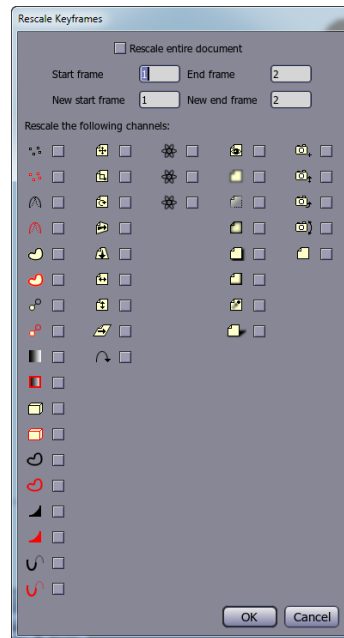 Rescale Keyframes
Rescale entire document
Start frame 1 End frame 2
New start frame 1 New end frame 2
Rescale the following channels:
OK Cancel